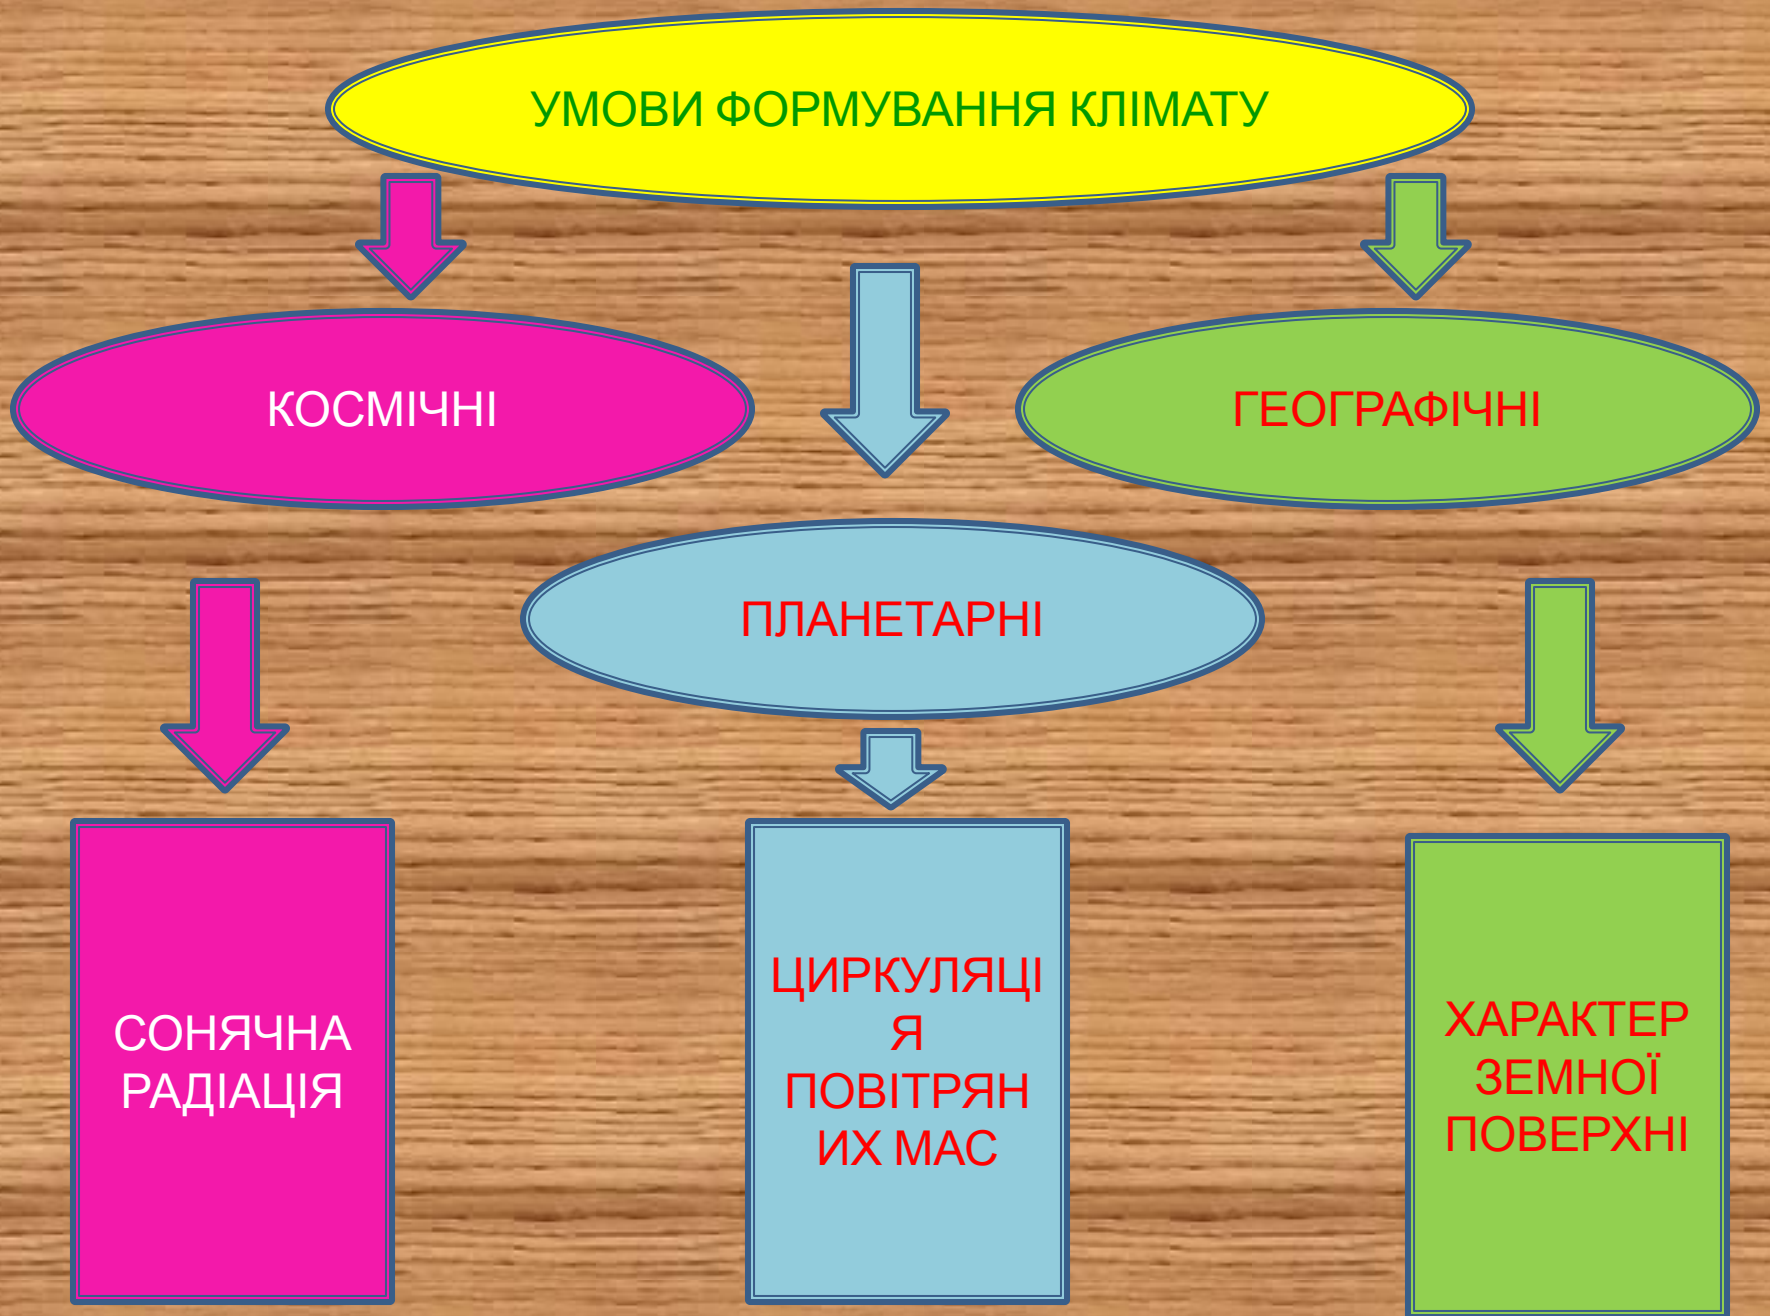 УМОВИ ФОРМУВАННЯ КЛІМАТУ
КОСМІЧНІ
ГЕОГРАФІЧНІ
ПЛАНЕТАРНІ
СОНЯЧНА
РАДІАЦІЯ
ЦИРКУЛЯЦІ
Я
ПОВІТРЯН
ИХ МАС
ХАРАКТЕР
ЗЕМНОЇ
ПОВЕРХНІ